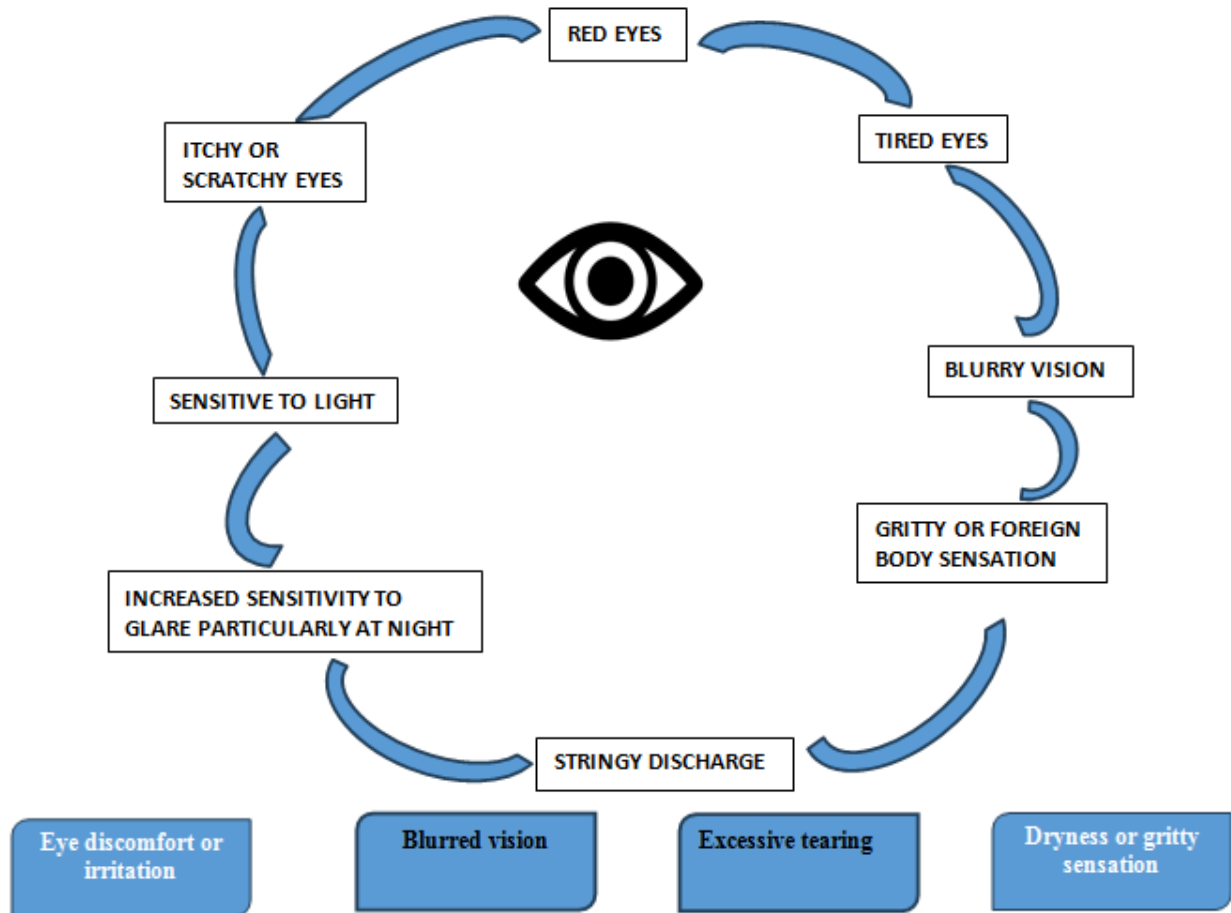 RED EYES
TIRED EYES
ITCHY OR
SCRATCHY EYES
BLURRY VISION
SENSITIVE TO LIGHT
GRITTY OR FOREIGN
BODY SENSATION
INCREASED SENSITIVITY TO
GLARE PARTICULARLY AT NIGHT
STRINGY DISCHARGE
Eye discomfort or
irritation
Blurred vision
Excessive tearing
Dryness or gritty
sensation